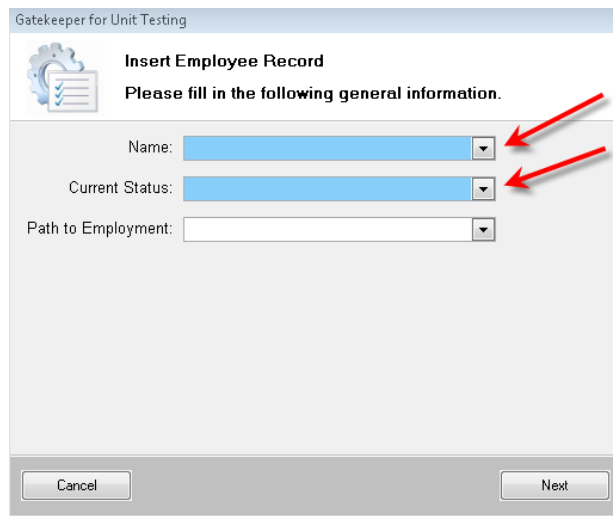 Gatekeeper for Unit Testing
Insert Employee Record
Please fill in the following general information.
Name:
Current Status:
Path to Employment:
Cancel
Next